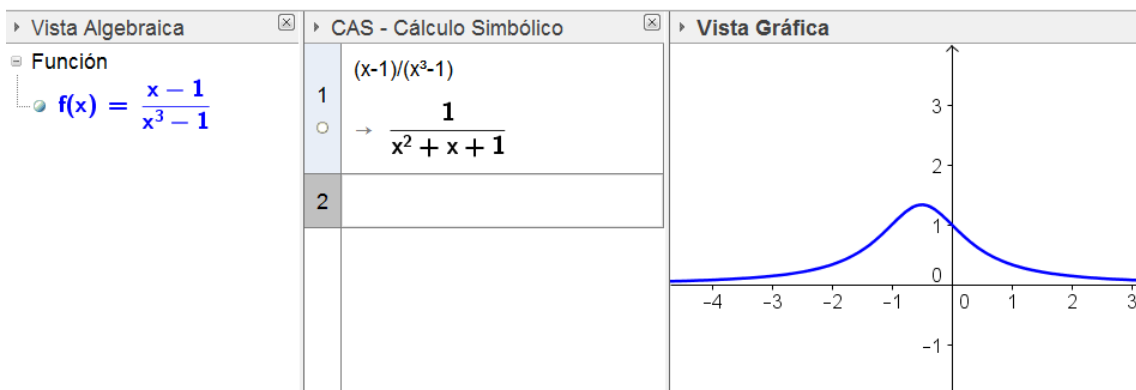 Vista Algebraica
Función
f(x) = (x − 1)/(x³ − 1)
CAS - Cálculo Simbólico
1
(x-1)/(x³-1)
→ 1/(x² + x + 1)
2
Vista Gráfica
3
2
1
0
−4 −3 −2 −1 0 1 2 3
−1